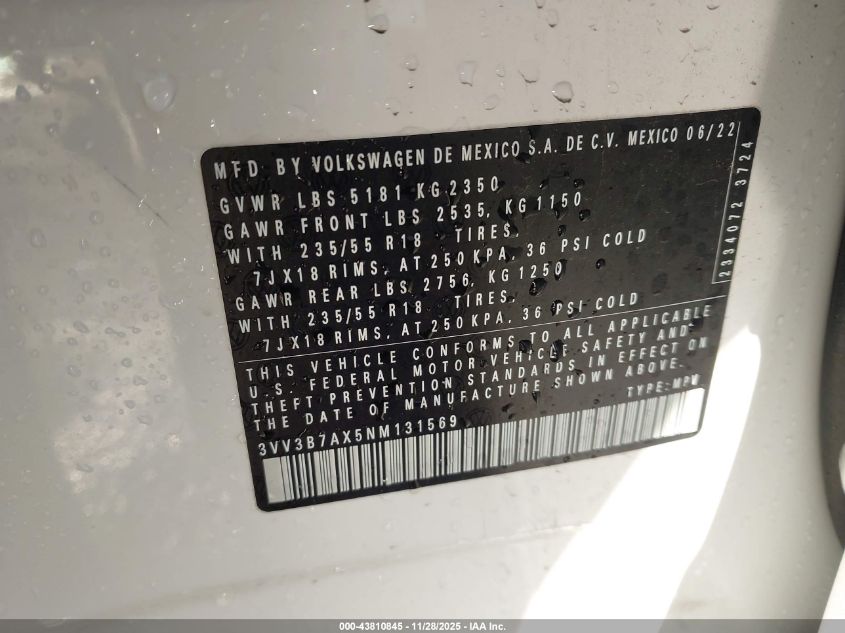 MFD. BY VOLKSWAGEN DE MEXICO S.A. DE C.V. MEXICO 06/22
GVWR LBS 5181 KG 2350
GAWR FRONT LBS 2535, KG 1150
WITH 235/55 R18 TIRES,
7JX18 RIMS, AT 250 KPA, 36 PSI COLD
GAWR REAR LBS 2756, KG 1250
WITH 235/55 R18 TIRES,
7JX18 RIMS, AT 250 KPA, 36 PSI COLD
2334072 3724
THIS VEHICLE CONFORMS TO ALL APPLICABLE
U.S. FEDERAL MOTOR VEHICLE SAFETY AND
THEFT PREVENTION STANDARDS IN EFFECT ON
THE DATE OF MANUFACTURE SHOWN ABOVE.
TYPE: MPV
3VV3B7AX5NM131569
000-43810845 - 11/28/2025 - IAA Inc.